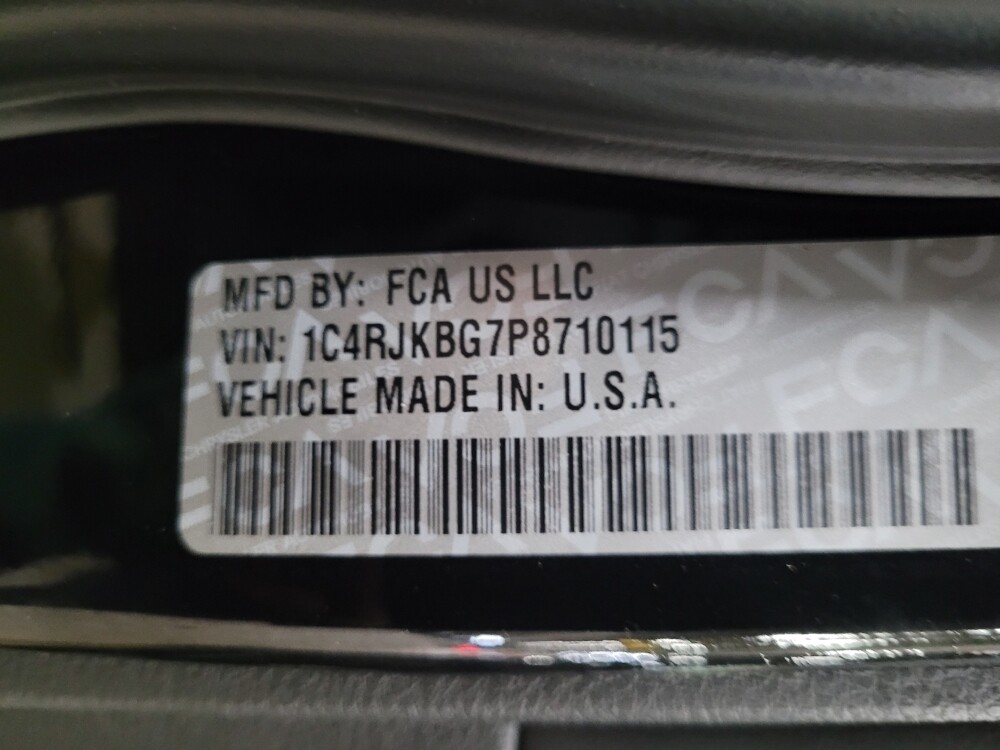 MFD BY: FCA US LLC
VIN: 1C4RJKBG7P8710115
VEHICLE MADE IN: U.S.A.